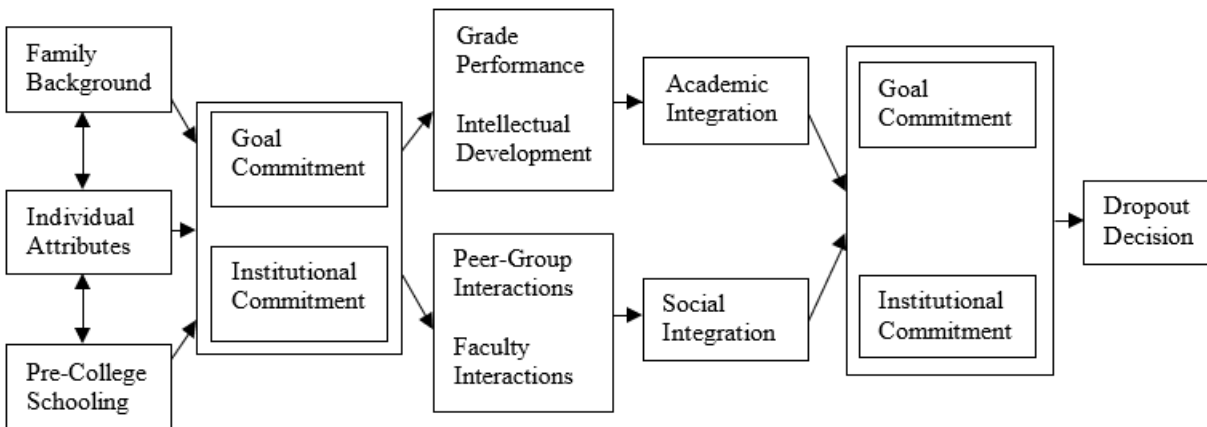 Family
Background
Individual
Attributes
Pre-College
Schooling
Goal
Commitment
Institutional
Commitment
Grade
Performance
Intellectual
Development
Peer-Group
Interactions
Faculty
Interactions
Academic
Integration
Social
Integration
Goal
Commitment
Institutional
Commitment
Dropout
Decision